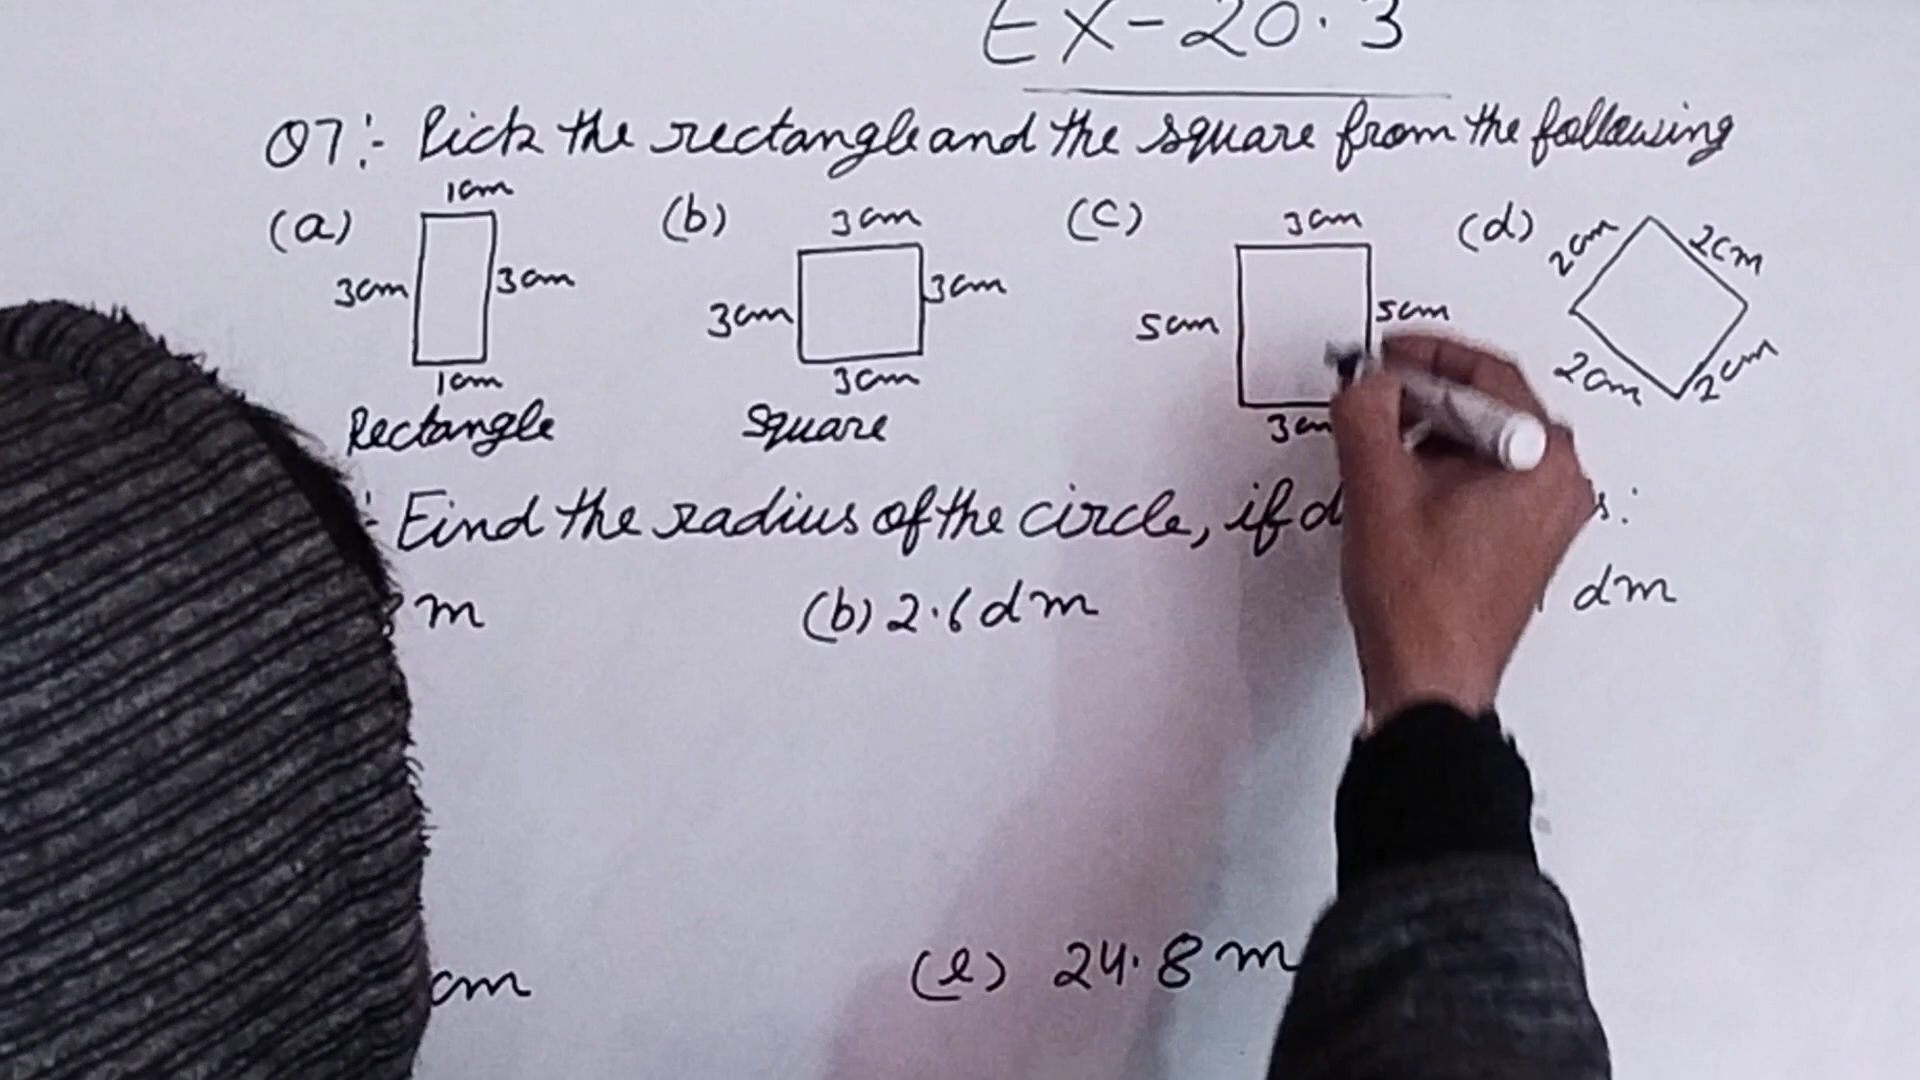 EX-20.3
Q7:- Pick the rectangle and the square from the following
(a) 1cm 3cm 3cm 1cm
(b) 3cm 3cm 3cm 3cm
(c) 3cm 5cm 5cm
(d) 2cm 2cm 2cm 2cm
Rectangle Square
Find the radius of the circle, if
m (b) 2.6 dm dm
cm (e) 24.8 m